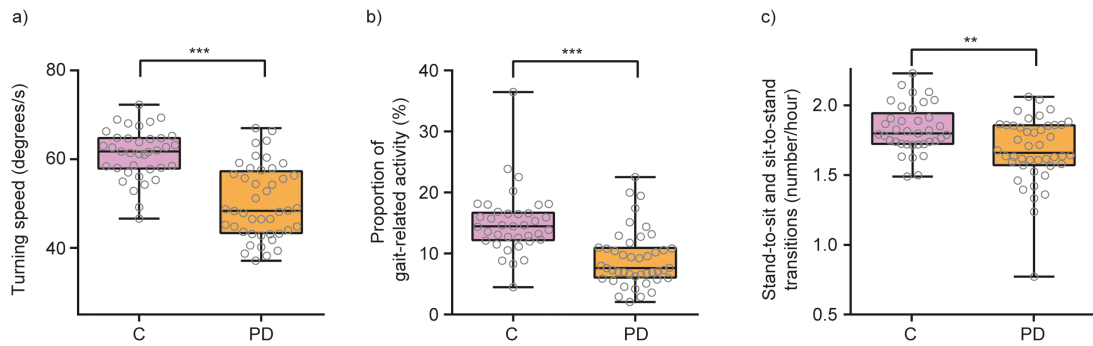 a)
***
Turning speed (degrees/s)
80
60
40
C
PD
b)
***
Proportion of
gait-related activity (%)
40
30
20
10
0
C
PD
c)
**
Stand-to-sit and sit-to-stand
transitions (number/hour)
2.0
1.5
1.0
0.5
C
PD